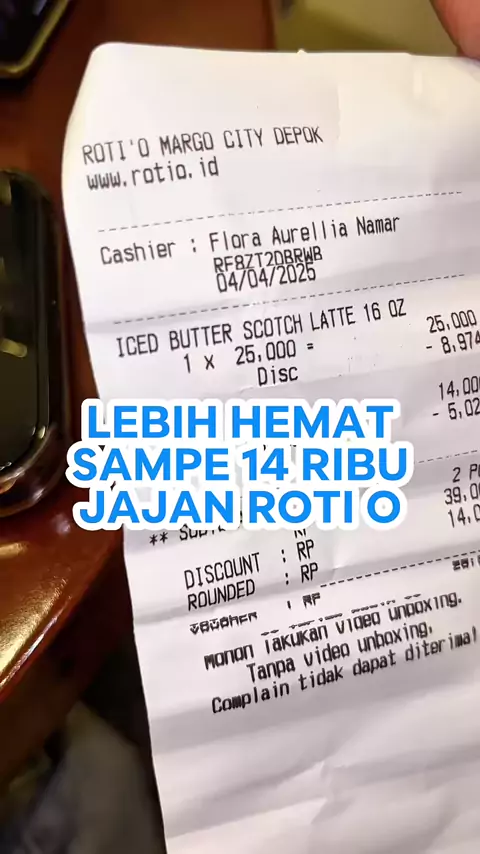 ROTI'O MARGO CITY DEPOK
www.rotio.id
Cashier : Flora Aurellia Namar
RF8ZT2DBRWB
04/04/2025
ICED BUTTER SCOTCH LATTE 16 OZ
1 X 25,000 = 25,000
Disc - 8,974
14,00
- 5,02
LEBIH HEMAT
SAMPE 14 RIBU
JAJAN ROTI O
2 P
39,0
14,0
DISCOUNT : RP
ROUNDED : RP
VOUCHER : RP
Mohon lakukan video unboxing.
Tanpa video unboxing,
Complain tidak dapat diterima!